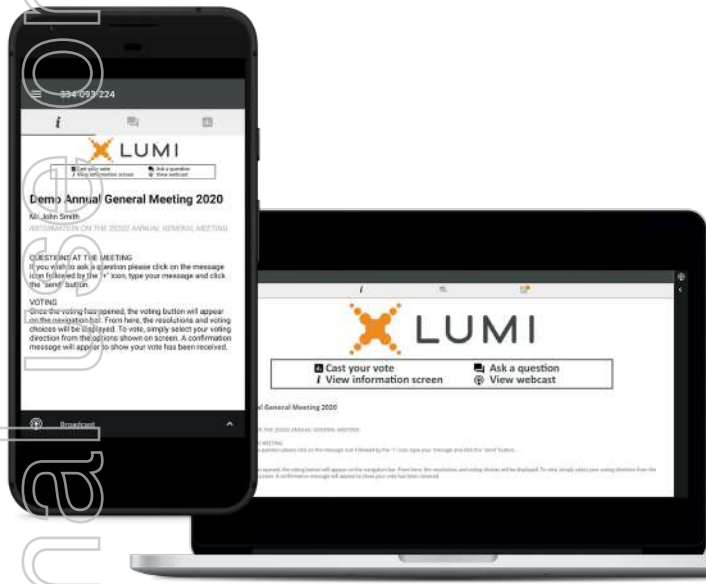 334-093-224
LUMI
Cast your vote Ask a question
View information screen View webcast
Demo Annual General Meeting 2020
Mr. John Smith
INFORMATION ON THE 20202 ANNUAL GENERAL MEETING
QUESTIONS AT THE MEETING
If you wish to ask a question please click on the message
icon followed by the '+' icon, type your message and click
the 'send' button.
VOTING
Once the voting has opened, the voting button will appear
on the navigation bar. From here, the resolutions and voting
choices will be displayed. To vote, simply select your voting
direction from the options shown on screen. A confirmation
message will appear to show your vote has been received.
Broadcast
LUMI
Cast your vote Ask a question
i View information screen View webcast
al General Meeting 2020
nal use or